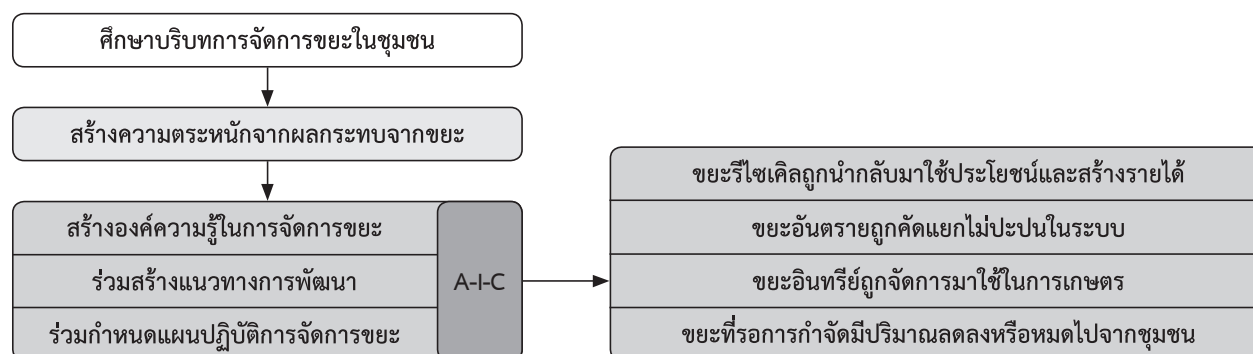 ศึกษาบริบทการจัดการขยะในชุมชน
สร้างความตระหนักจากผลกระทบจากขยะ
สร้างองค์ความรู้ในการจัดการขยะ
ร่วมสร้างแนวทางการพัฒนา
ร่วมกำหนดแผนปฏิบัติการจัดการขยะ
A-I-C
ขยะรีไซเคิลถูกนำกลับมาใช้ประโยชน์และสร้างรายได้
ขยะอันตรายถูกคัดแยกไม่ปะปนในระบบ
ขยะอินทรีย์ถูกจัดการมาใช้ในการเกษตร
ขยะที่รอการกำจัดมีปริมาณลดลงหรือหมดไปจากชุมชน